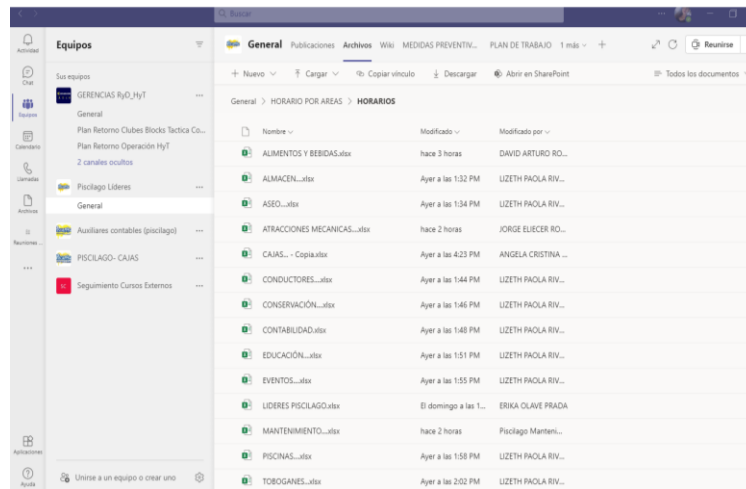 Buscar
Actividad
Chat
Equipos
Calendario
Llamadas
Archivos
Reuniones ...
Aplicaciones
Ayuda
Equipos
Sus equipos
GERENCIAS RyD_HyT
General
Plan Retorno Clubes Blocks Tactica Co...
Plan Retorno Operación HyT
2 canales ocultos
Piscilago Líderes
General
Auxiliares contables (piscilago)
PISCILAGO- CAJAS
SC Seguimiento Cursos Externos
Unirse a un equipo o crear uno
General Publicaciones Archivos Wiki MEDIDAS PREVENTIV... PLAN DE TRABAJO 1 más + Reunirse
+ Nuevo Cargar Copiar vínculo Descargar Abrir en SharePoint Todos los documentos
General > HORARIO POR AREAS > HORARIOS
Nombre Modificado Modificado por
ALIMENTOS Y BEBIDAS.xlsx hace 3 horas DAVID ARTURO RO...
ALMACEN....xlsx Ayer a las 1:32 PM LIZETH PAOLA RIV...
ASEO...xlsx Ayer a las 1:34 PM LIZETH PAOLA RIV...
ATRACCIONES MECANICAS...xlsx hace 2 horas JORGE ELIECER RO...
CAJAS... - Copia.xlsx Ayer a las 4:23 PM ANGELA CRISTINA ...
CONDUCTORES....xlsx Ayer a las 1:44 PM LIZETH PAOLA RIV...
CONSERVACIÓN....xlsx Ayer a las 1:46 PM LIZETH PAOLA RIV...
CONTABILIDAD.xlsx Ayer a las 1:48 PM LIZETH PAOLA RIV...
EDUCACIÓN....xlsx Ayer a las 1:51 PM LIZETH PAOLA RIV...
EVENTOS....xlsx Ayer a las 1:55 PM LIZETH PAOLA RIV...
LIDERES PISCILAGO.xlsx El domingo a las 1... ERIKA OLAVE PRADA
MANTENIMIENTO....xlsx hace 2 horas Piscilago Manteni...
PISCINAS...xlsx Ayer a las 1:58 PM LIZETH PAOLA RIV...
TOBOGANES...xlsx Ayer a las 2:02 PM LIZETH PAOLA RIV...